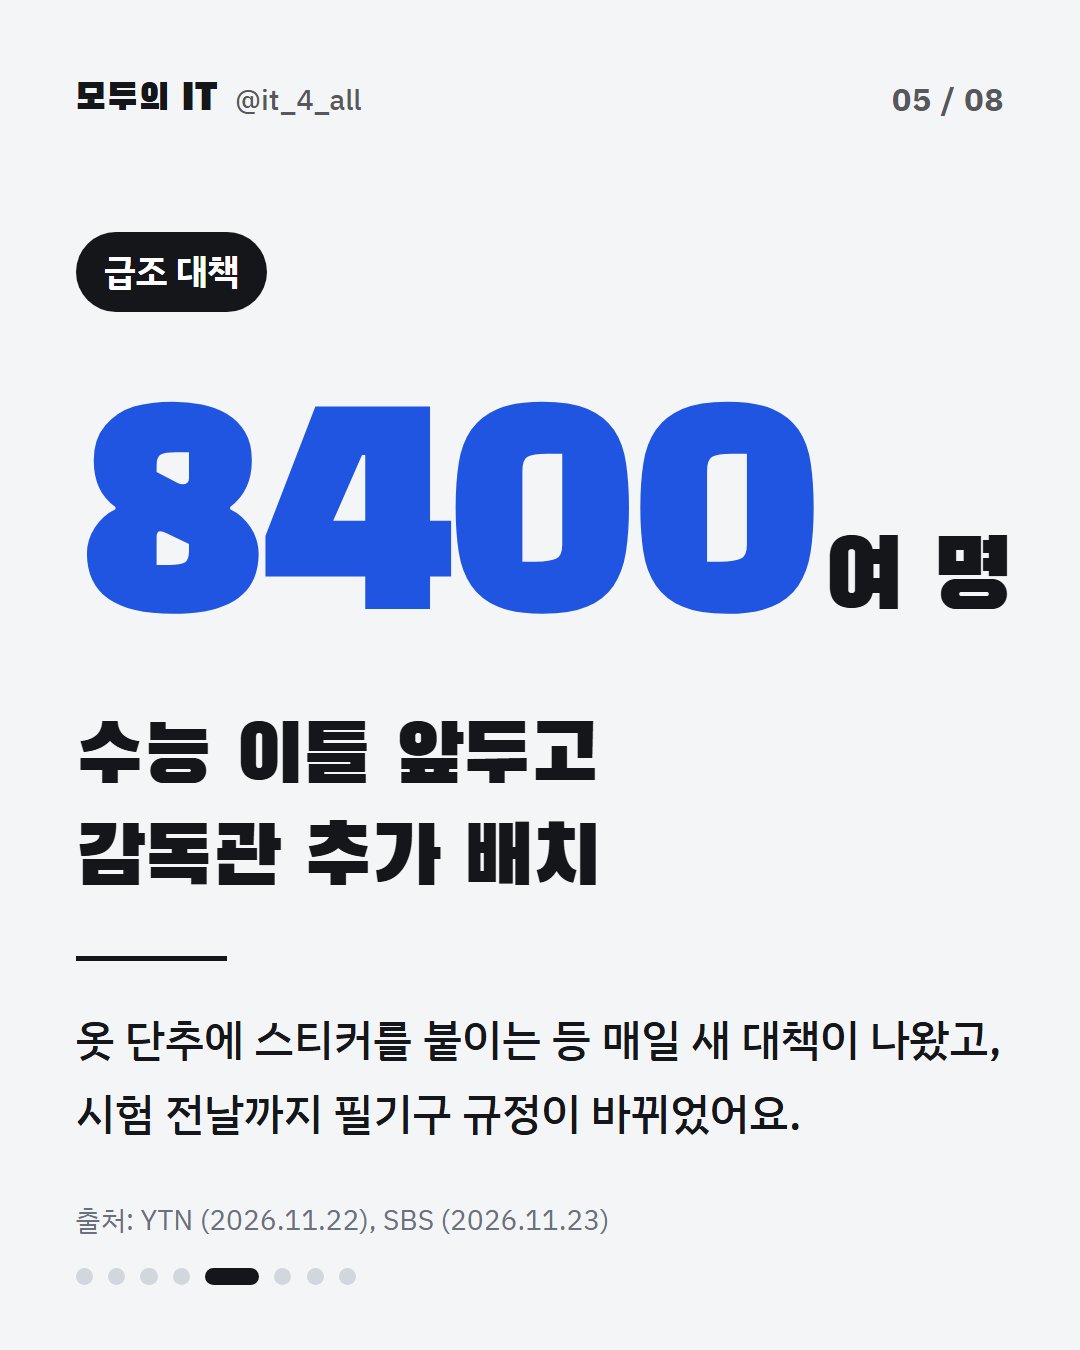 모두의 IT @it_4_all
05 / 08
급조 대책
8400여 명
수능 이틀 앞두고
감독관 추가 배치
옷 단추에 스티커를 붙이는 등 매일 새 대책이 나왔고,
시험 전날까지 필기구 규정이 바뀌었어요.
출처: YTN (2026.11.22), SBS (2026.11.23)